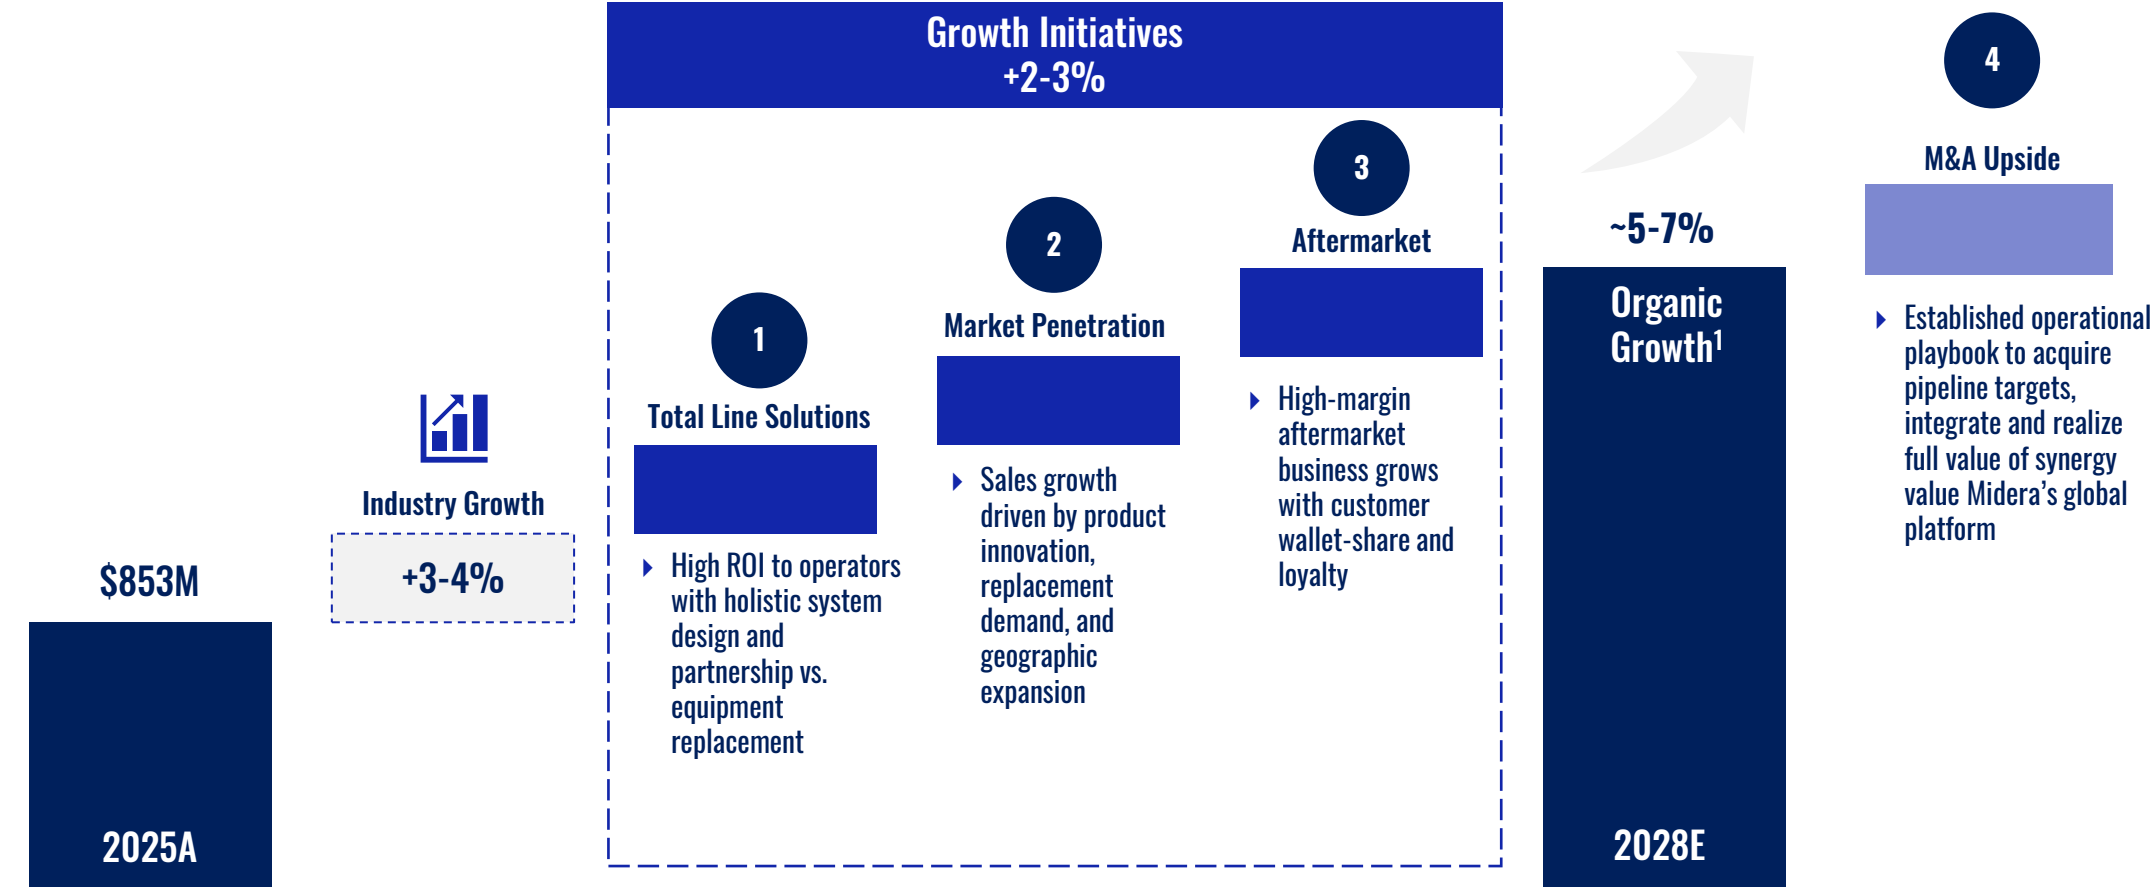 Growth Initiatives
+2-3%
$853M
2025A
Industry Growth
+3-4%
1
Total Line Solutions
High ROI to operators
with holistic system
design and
partnership vs.
equipment
replacement
2
Market Penetration
Sales growth
driven by product
innovation,
replacement
demand, and
geographic
expansion
3
Aftermarket
High-margin
aftermarket
business grows
with customer
wallet-share and
loyalty
~5-7%
Organic
Growth¹
2028E
4
M&A Upside
Established operational
playbook to acquire
pipeline targets,
integrate and realize
full value of synergy
value Midera’s global
platform